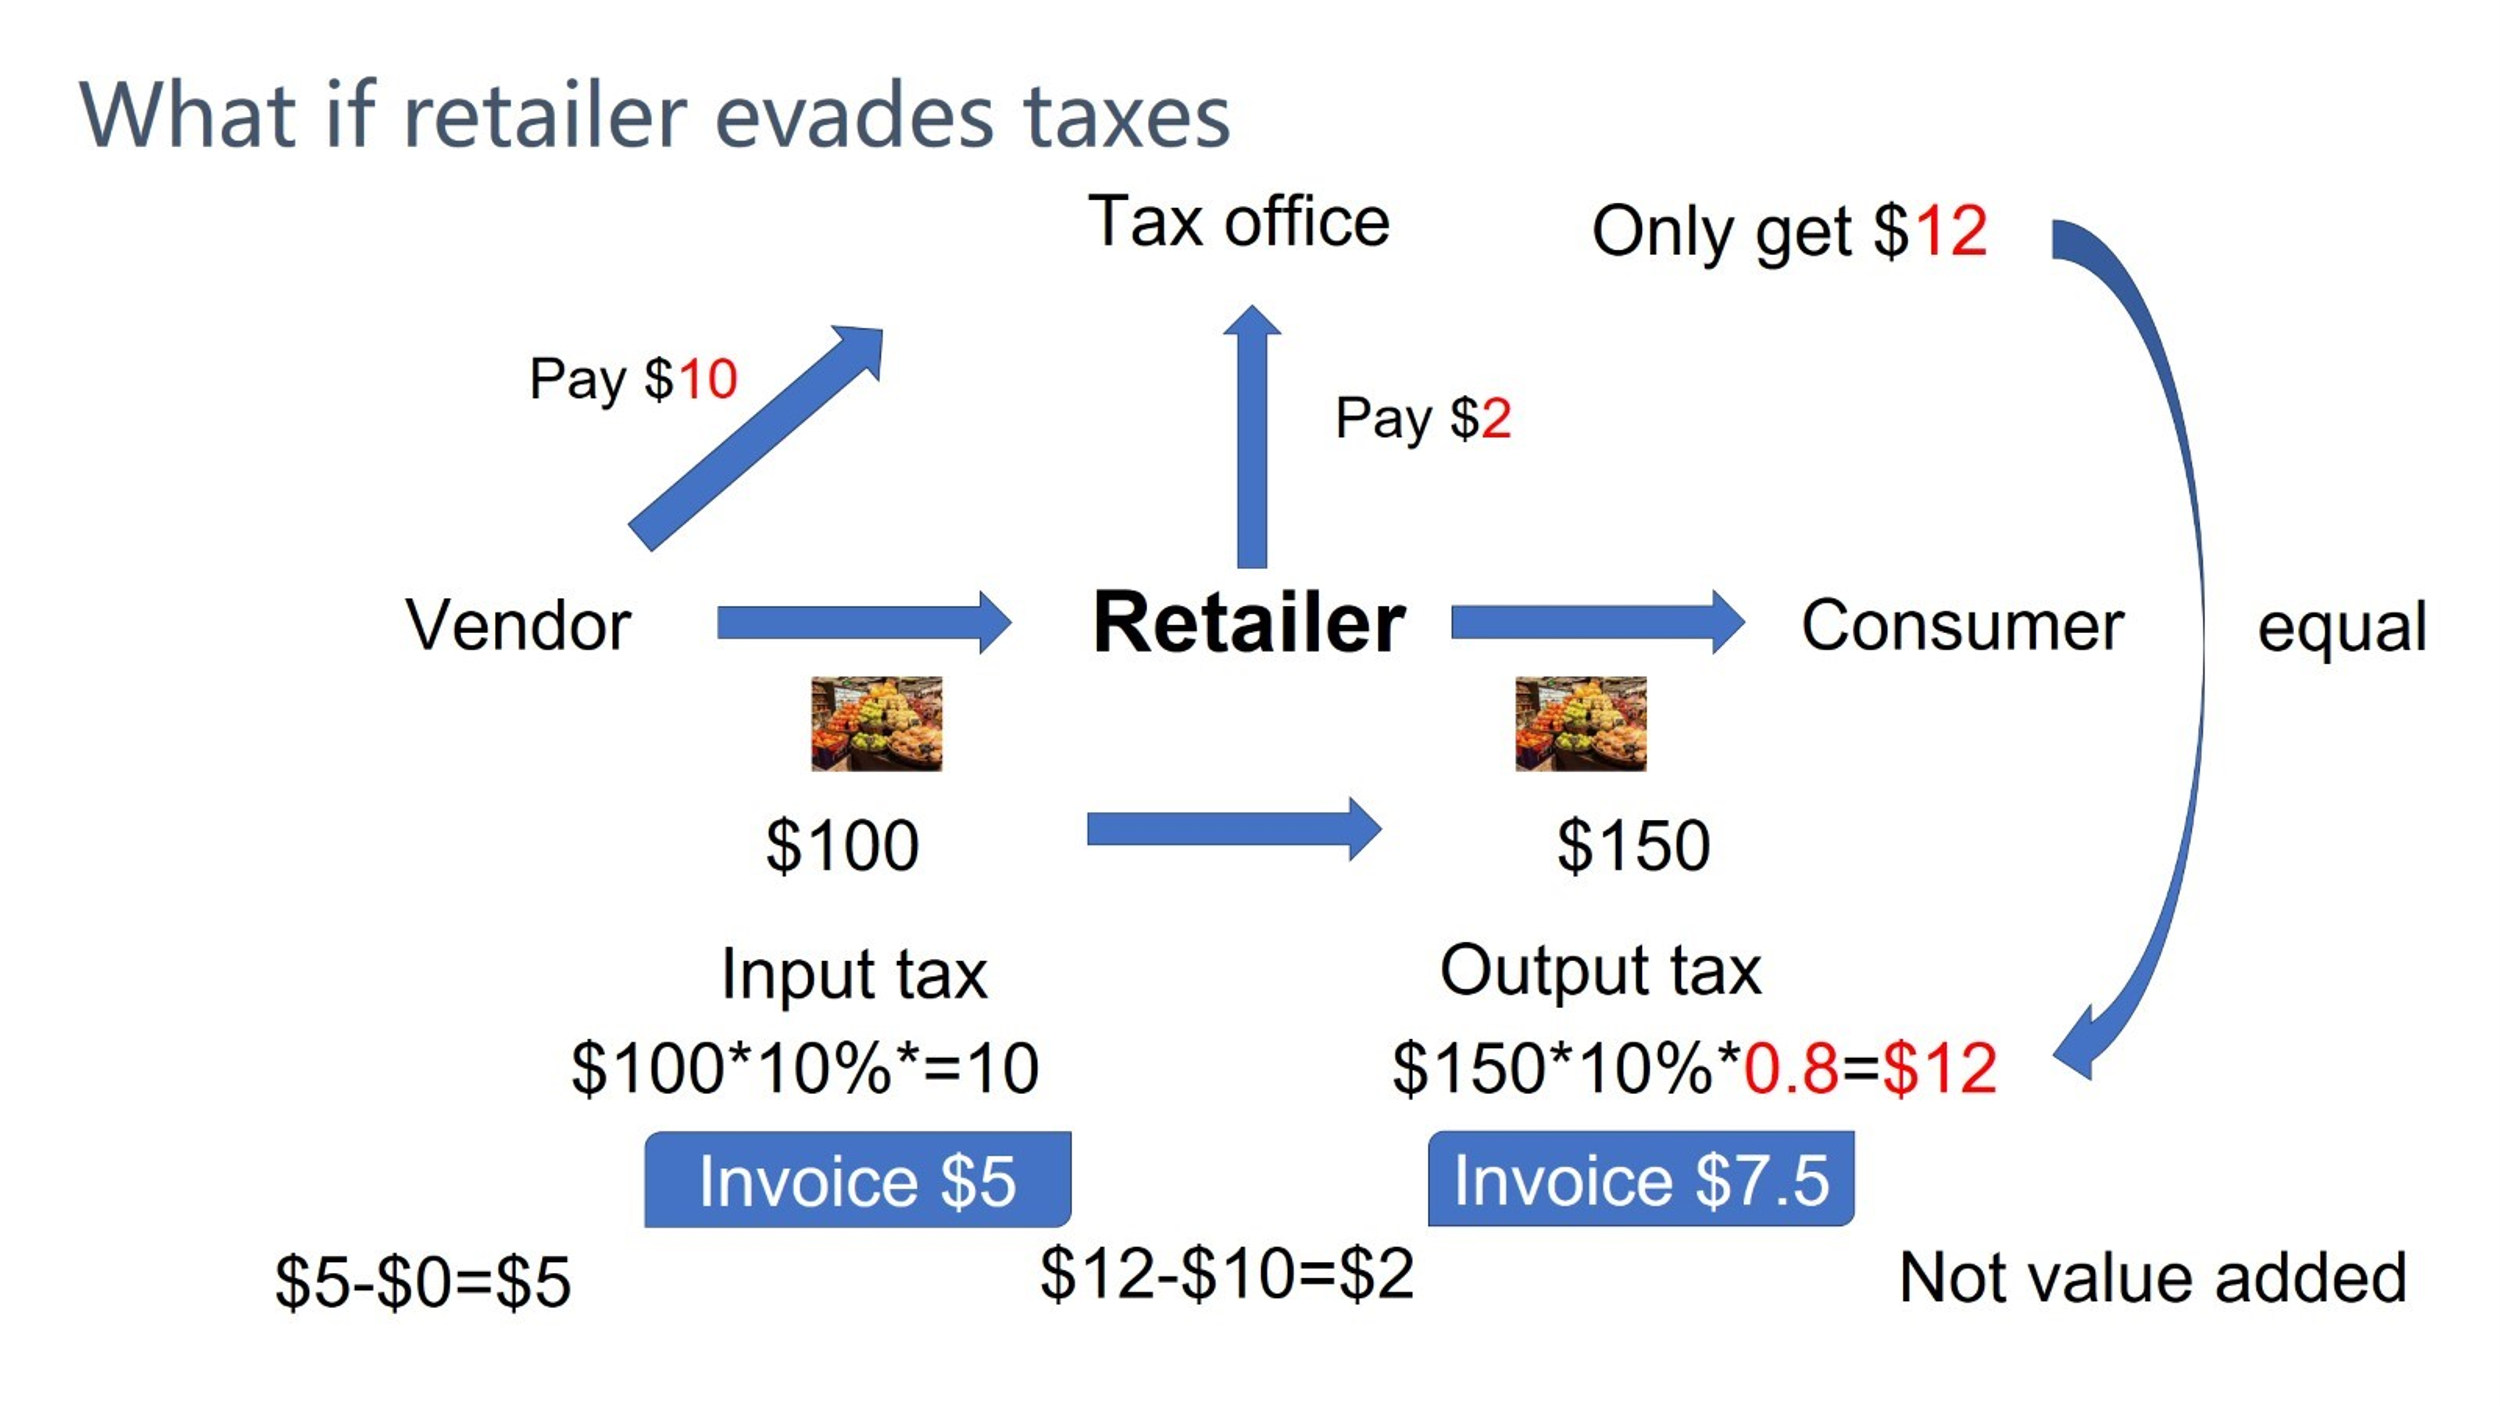 What if retailer evades taxes
Tax office
Only get $12
Pay $10
Pay $2
Vendor
Retailer
Consumer
equal
$100
$150
Input tax
Output tax
$100*10%*=10
$150*10%*0.8=$12
Invoice $5
Invoice $7.5
$5-$0=$5
$12-$10=$2
Not value added